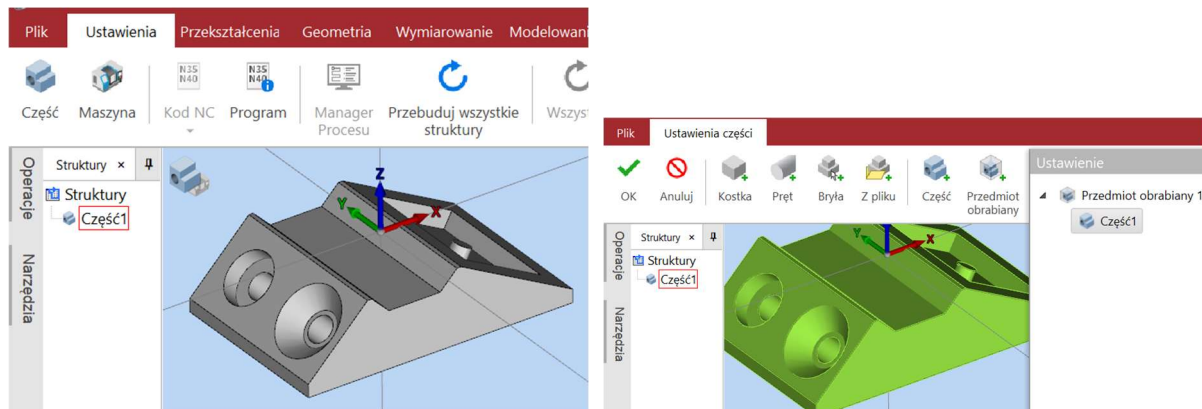 Plik Ustawienia Przekształcenia Geometria Wymiarowanie
N35
N40
N35
N40
Część Maszyna Kod NC Program Manager
Procesu Przebuduj wszystkie
struktury
Operacje
Narzędzia
Struktury ×
Struktury
Część1
Z
Y
X
Plik Ustawienia części
OK Anuluj Kostka Pręt Bryła Z pliku Część Przedmiot
obrabiany
Operacje
Narzędzia
Struktury ×
Struktury
Część1
Y
X
Ustawienie
Przedmiot obrabiany 1
Część1